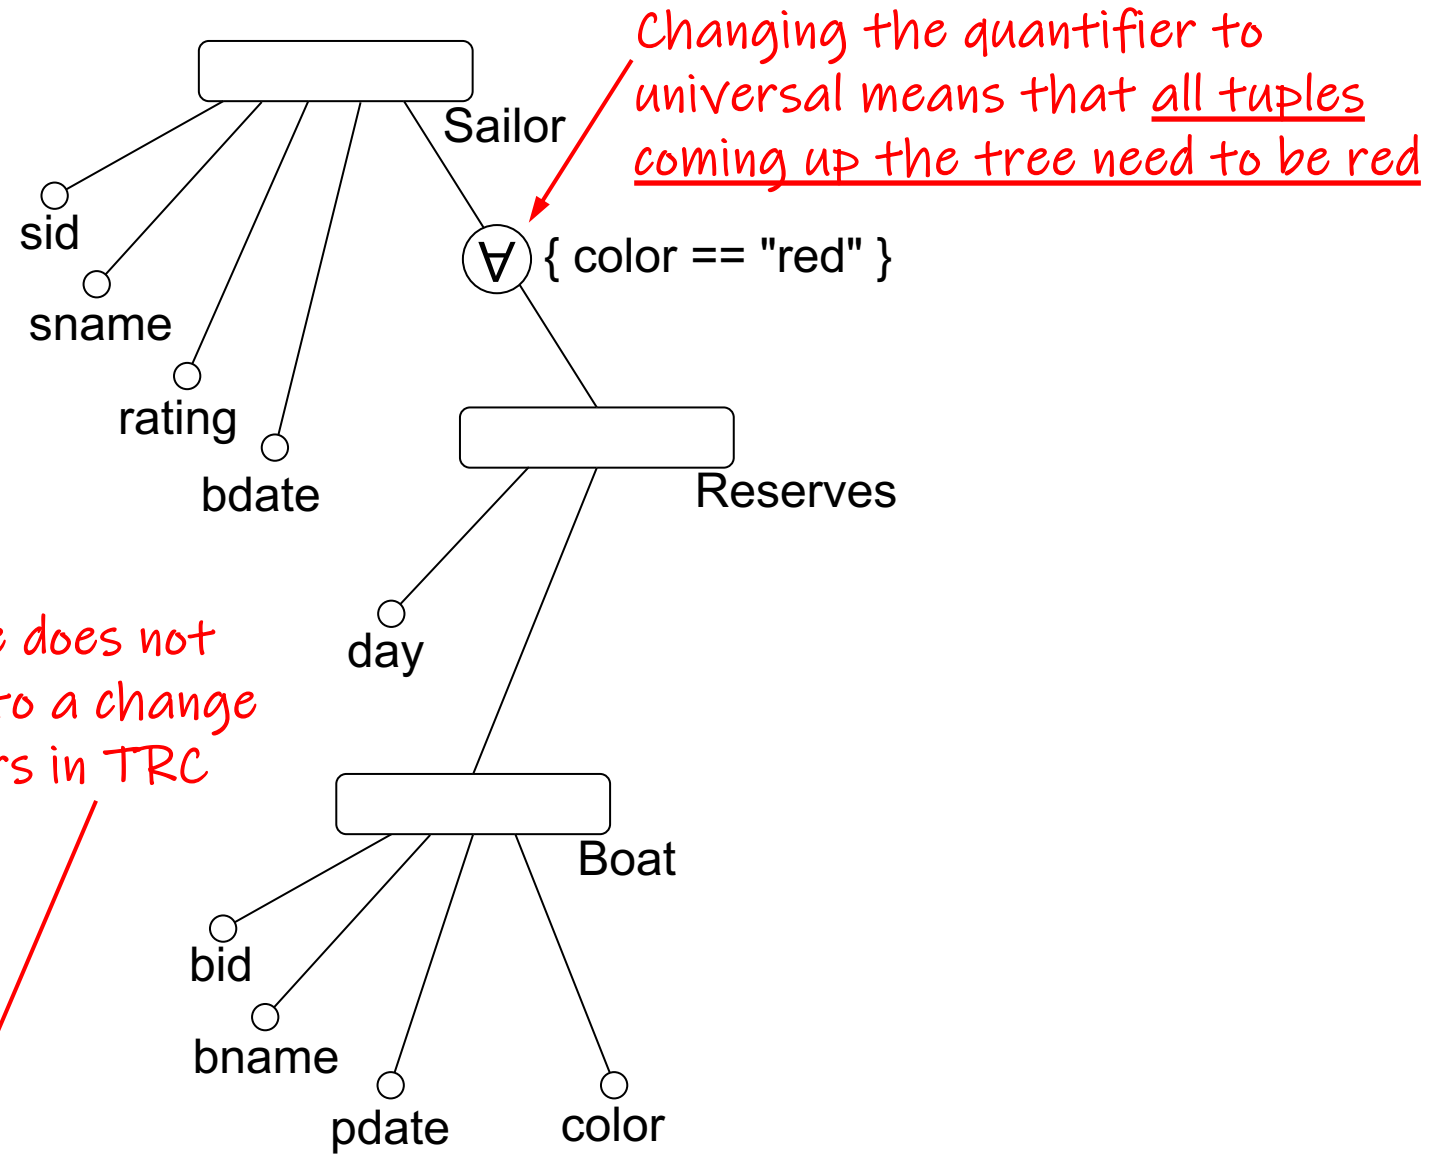 Changing the quantifier to
universal means that all tuples
coming up the tree need to be red
Sailor
sid
∀ { color == "red" }
sname
rating
bdate
Reserves
does not
to a change
in TRC
day
Boat
bid
bname
pdate
color